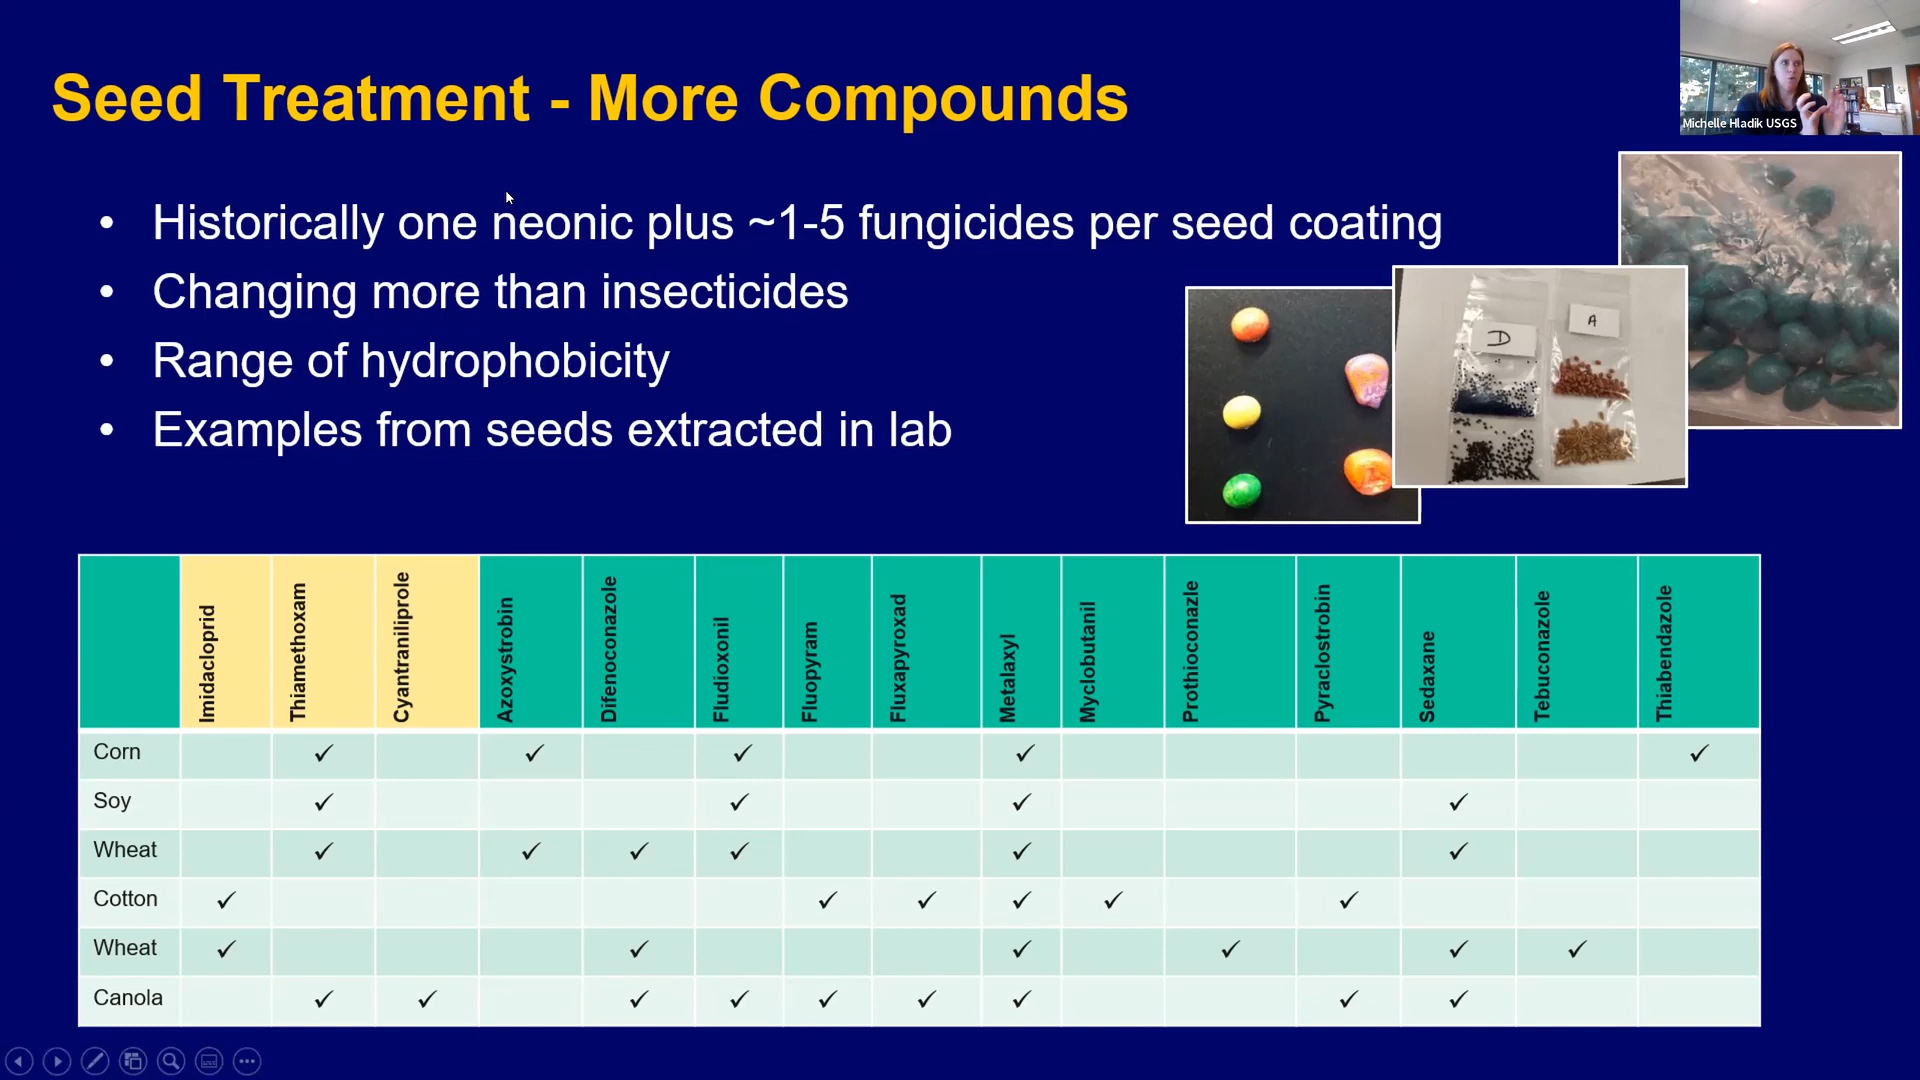 Seed Treatment - More Compounds
Michelle Hladik USGS
• Historically one neonic plus ~1-5 fungicides per seed coating
• Changing more than insecticides
• Range of hydrophobicity
• Examples from seeds extracted in lab
D
A
Imidacloprid Thiamethoxam Cyantraniliprole Azoxystrobin Difenoconazole Fludioxonil Fluopyram Fluxapyroxad Metalaxyl Myclobutanil Prothioconazle Pyraclostrobin Sedaxane Tebuconazole Thiabendazole
Corn ✓ ✓ ✓ ✓ ✓
Soy ✓ ✓ ✓ ✓
Wheat ✓ ✓ ✓ ✓ ✓ ✓
Cotton ✓ ✓ ✓ ✓ ✓ ✓
Wheat ✓ ✓ ✓ ✓ ✓ ✓
Canola ✓ ✓ ✓ ✓ ✓ ✓ ✓ ✓ ✓